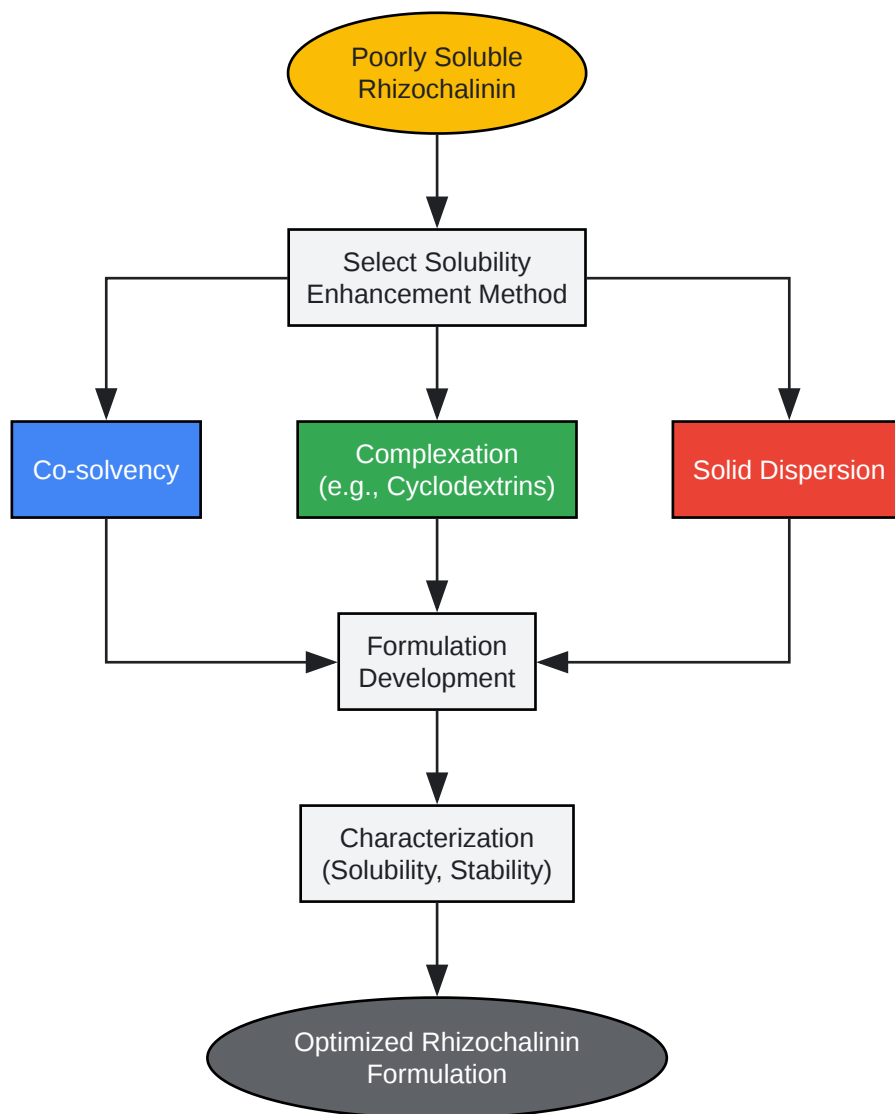 Poorly Soluble
Rhizochalinin
Select Solubility
Enhancement Method
Co-solvency
Complexation
(e.g., Cyclodextrins)
Solid Dispersion
Formulation
Development
Characterization
(Solubility, Stability)
Optimized Rhizochalinin
Formulation